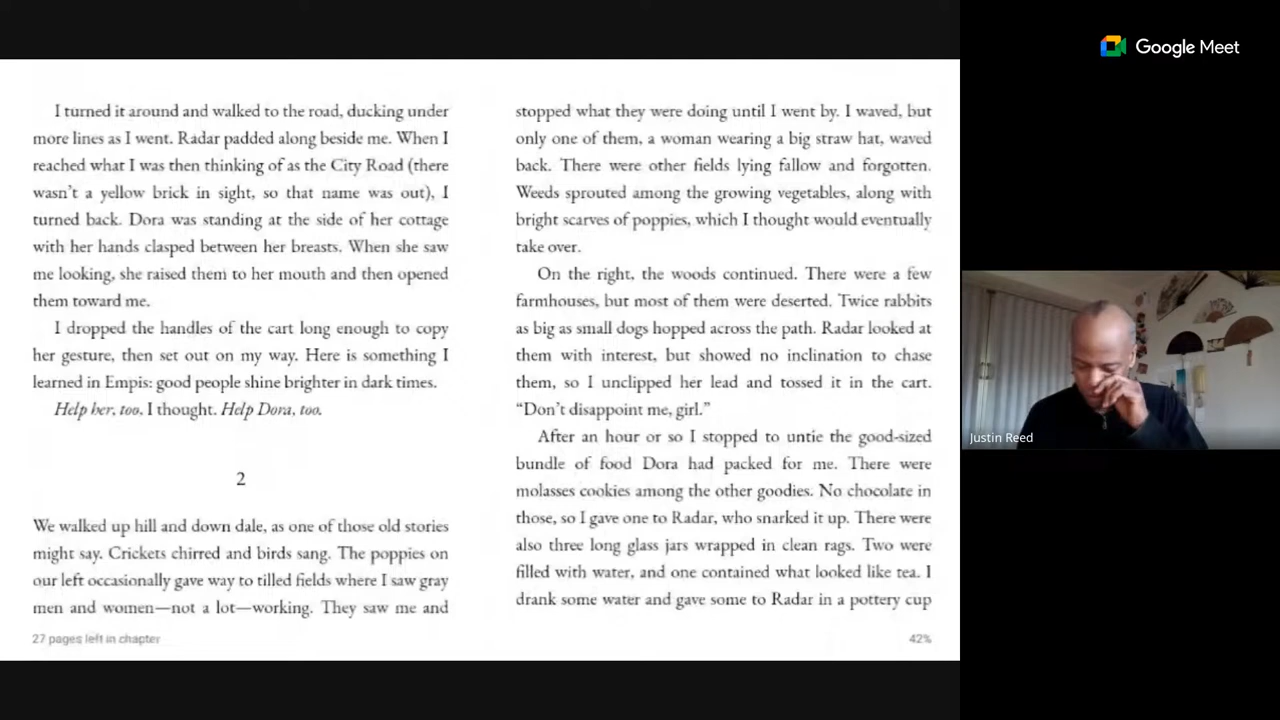 Google Meet
I turned it around and walked to the road, ducking under
more lines as I went. Radar padded along beside me. When I
reached what I was then thinking of as the City Road (there
wasn't a yellow brick in sight, so that name was out), I
turned back. Dora was standing at the side of her cottage
with her hands clasped between her breasts. When she saw
me looking, she raised them to her mouth and then opened
them toward me.
I dropped the handles of the cart long enough to copy
her gesture, then set out on my way. Here is something I
learned in Empis: good people shine brighter in dark times.
Help her, too, I thought. Help Dora, too.
2
We walked up hill and down dale, as one of those old stories
might say. Crickets chirred and birds sang. The poppies on
our left occasionally gave way to tilled fields where I saw gray
men and women—not a lot—working. They saw me and
27 pages left in chapter
stopped what they were doing until I went by. I waved, but
only one of them, a woman wearing a big straw hat, waved
back. There were other fields lying fallow and forgotten.
Weeds sprouted among the growing vegetables, along with
bright scarves of poppies, which I thought would eventually
take over.
On the right, the woods continued. There were a few
farmhouses, but most of them were deserted. Twice rabbits
as big as small dogs hopped across the path. Radar looked at
them with interest, but showed no inclination to chase
them, so I unclipped her lead and tossed it in the cart.
“Don't disappoint me, girl.”
After an hour or so I stopped to untie the good-sized
bundle of food Dora had packed for me. There were
molasses cookies among the other goodies. No chocolate in
those, so I gave one to Radar, who snarked it up. There were
also three long glass jars wrapped in clean rags. Two were
filled with water, and one contained what looked like tea. I
drank some water and gave some to Radar in a pottery cup
42%
Justin Reed